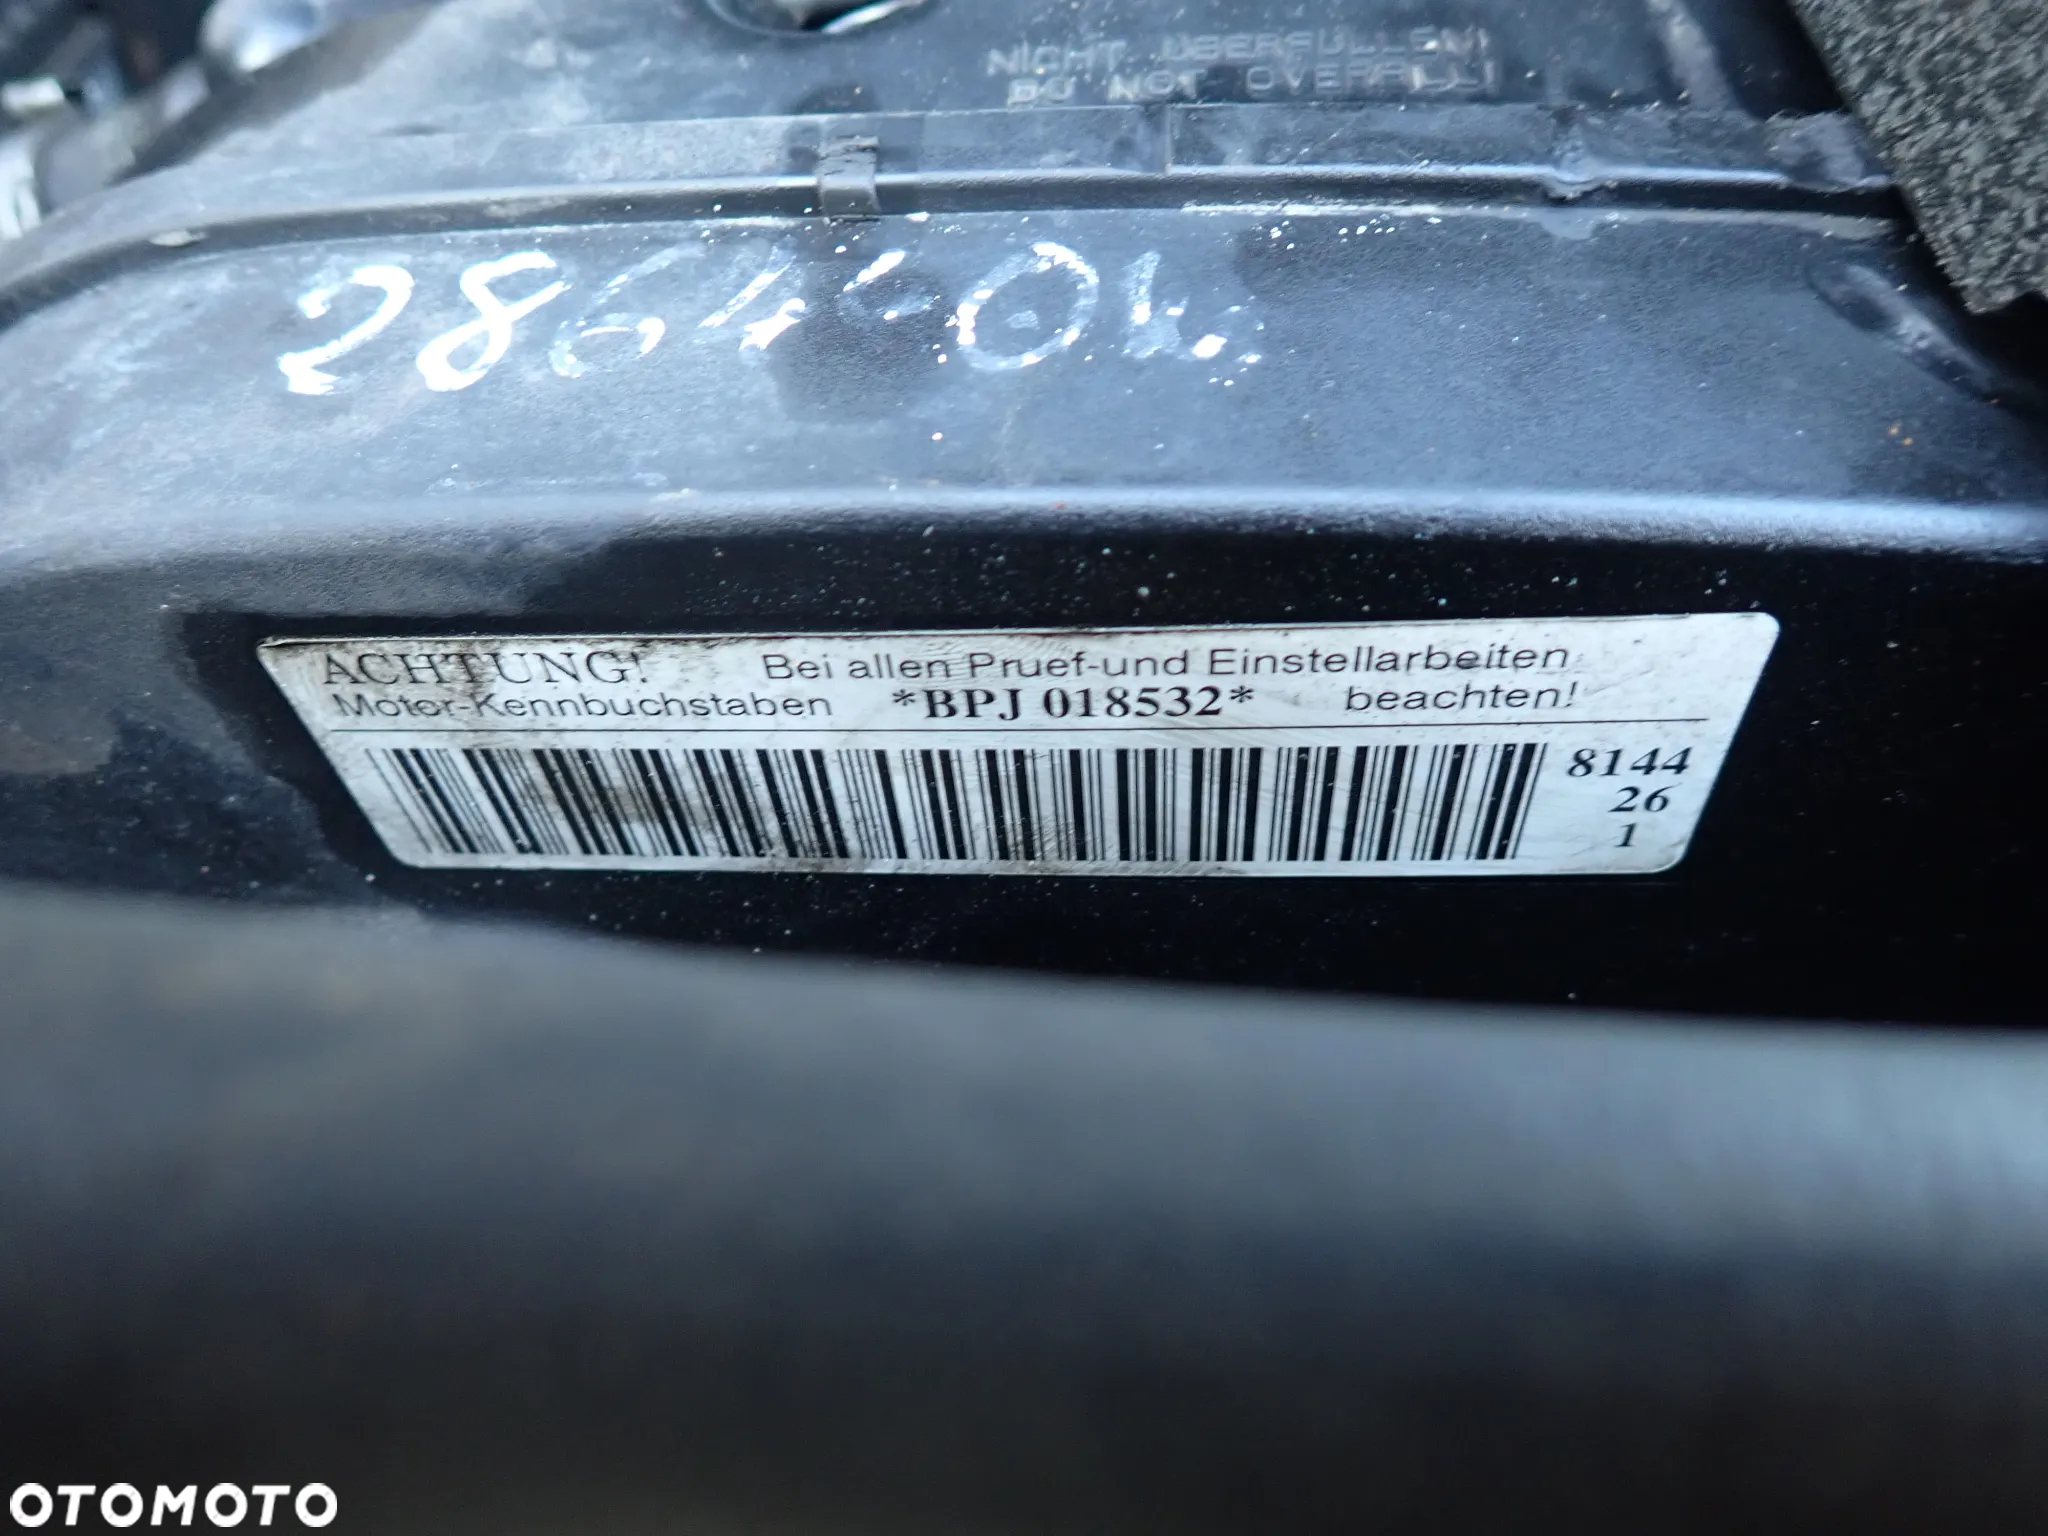 NICHT ÜBERFÜLLEN!
DO NOT OVERFILL!
ACHTUNG! Bei allen Pruef-und Einstellarbeiten
Motor-Kennbuchstaben *BPJ 018532* beachten!
8144
26
1
OTOMOTO